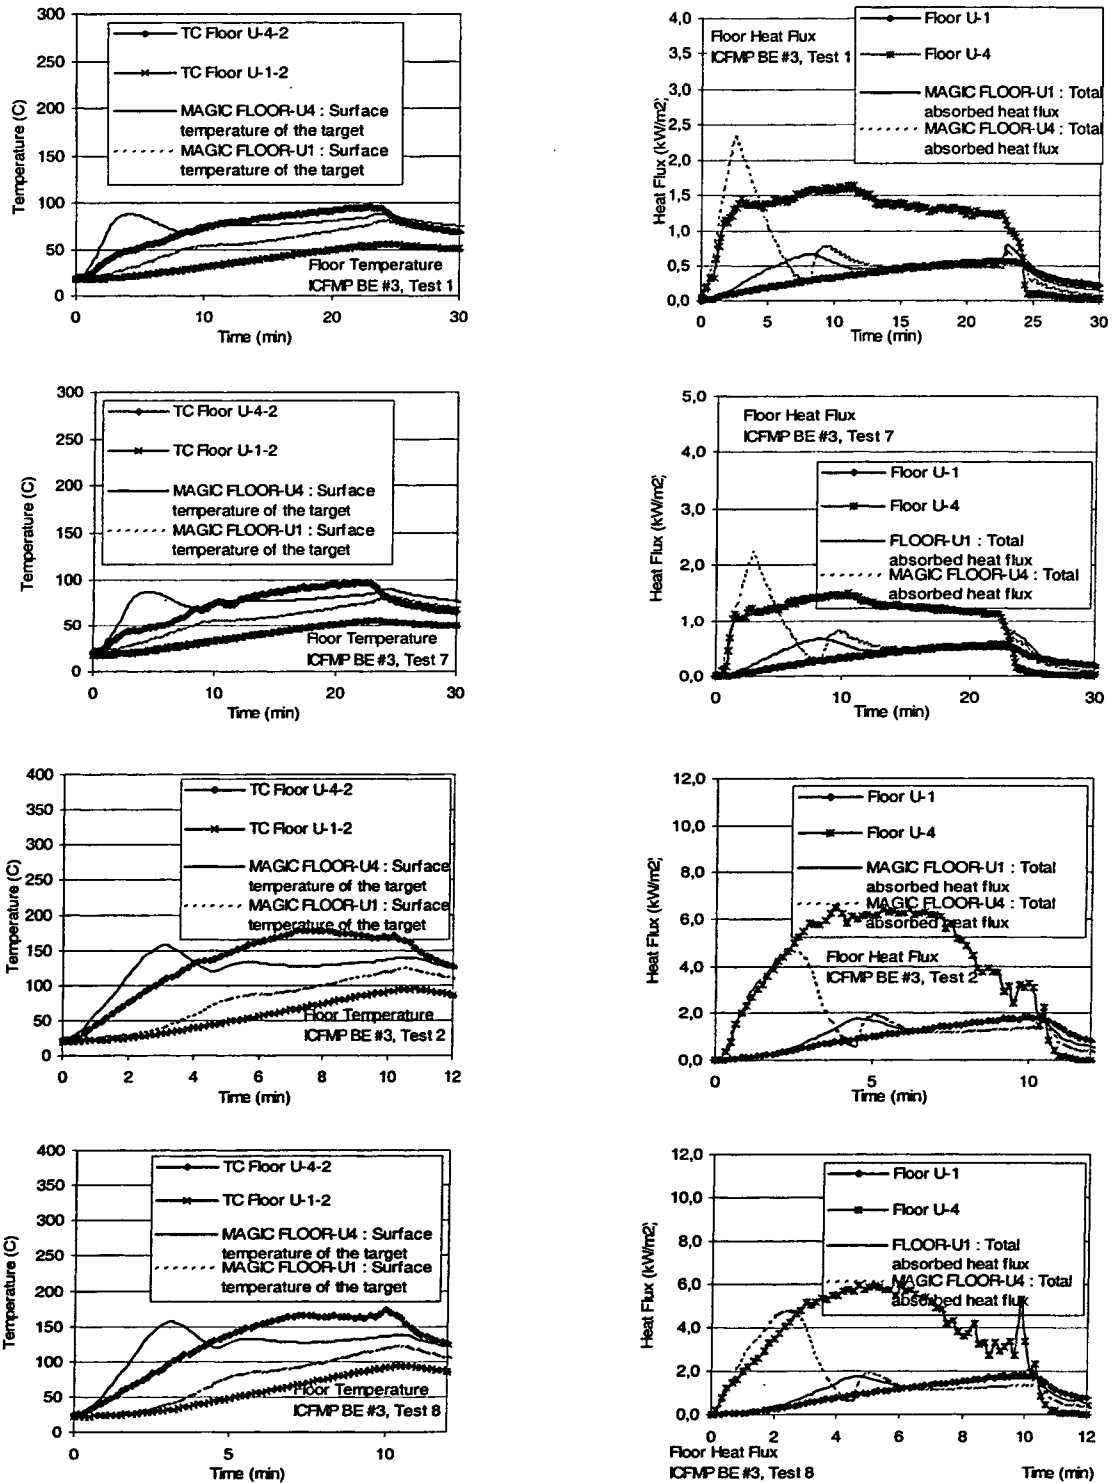 300
250
200
150
100
50
0
Temperature (C)
TC Floor U-4-2
TC Floor U-1-2
MAGIC FLOOR-U4 : Surface
temperature of the target
MAGIC FLOOR-U1 : Surface
temperature of the target
Floor Temperature
ICFMP BE #3, Test 1
0 10 20 30
Time (min)
4,0
3,5
3,0
2,5
2,0
1,5
1,0
0,5
0,0
Heat Flux (kW/m2;
Floor Heat Flux
ICFMP BE #3, Test 1
Floor U-1
Floor U-4
MAGIC FLOOR-U1 : Total
absorbed heat flux
MAGIC FLOOR-U4 : Total
absorbed heat flux
0 5 10 15 20 25 30
Time (min)
300
250
200
150
100
50
0
Temperature (C)
TC Floor U-4-2
TC Floor U-1-2
MAGIC FLOOR-U4 : Surface
temperature of the target
MAGIC FLOOR-U1 : Surface
temperature of the target
Floor Temperature
ICFMP BE #3, Test 7
0 10 20 30
Time (min)
5,0
4,0
3,0
2,0
1,0
0,0
Heat Flux (kW/m2;
Floor Heat Flux
ICFMP BE #3, Test 7
Floor U-1
Floor U-4
FLOOR-U1 : Total
absorbed heat flux
MAGIC FLOOR-U4 : Total
absorbed heat flux
0 10 20 30
Time (min)
400
350
300
250
200
150
100
50
0
Temperature (C)
TC Floor U-4-2
TC Floor U-1-2
MAGIC FLOOR-U4 : Surface
temperature of the target
MAGIC FLOOR-U1 : Surface
temperature of the target
Floor Temperature
ICFMP BE #3, Test 2
0 2 4 6 8 10 12
Time (min)
12,0
10,0
8,0
6,0
4,0
2,0
0,0
Heat Flux (kW/m2;
Floor U-1
Floor U-4
MAGIC FLOOR-U1 : Total
absorbed heat flux
MAGIC FLOOR-U4 : Total
absorbed heat flux
Floor Heat Flux
ICFMP BE #3, Test 2
0 5 10
Time (min)
400
350
300
250
200
150
100
50
0
Temperature (C)
TC Floor U-4-2
TC Floor U-1-2
MAGIC FLOOR-U4 : Surface
temperature of the target
MAGIC FLOOR-U1 : Surface
temperature of the target
Floor Temperature
ICFMP BE #3, Test 8
0 5 10
Time (min)
12,0
10,0
8,0
6,0
4,0
2,0
0,0
Heat Flux (kW/m2;
Floor U-1
Floor U-4
FLOOR-U1 : Total
absorbed heat flux
MAGIC FLOOR-U4 : Total
absorbed heat flux
0 2 4 6 8 10 12
Floor Heat Flux
ICFMP BE #3, Test 8
Time (min)